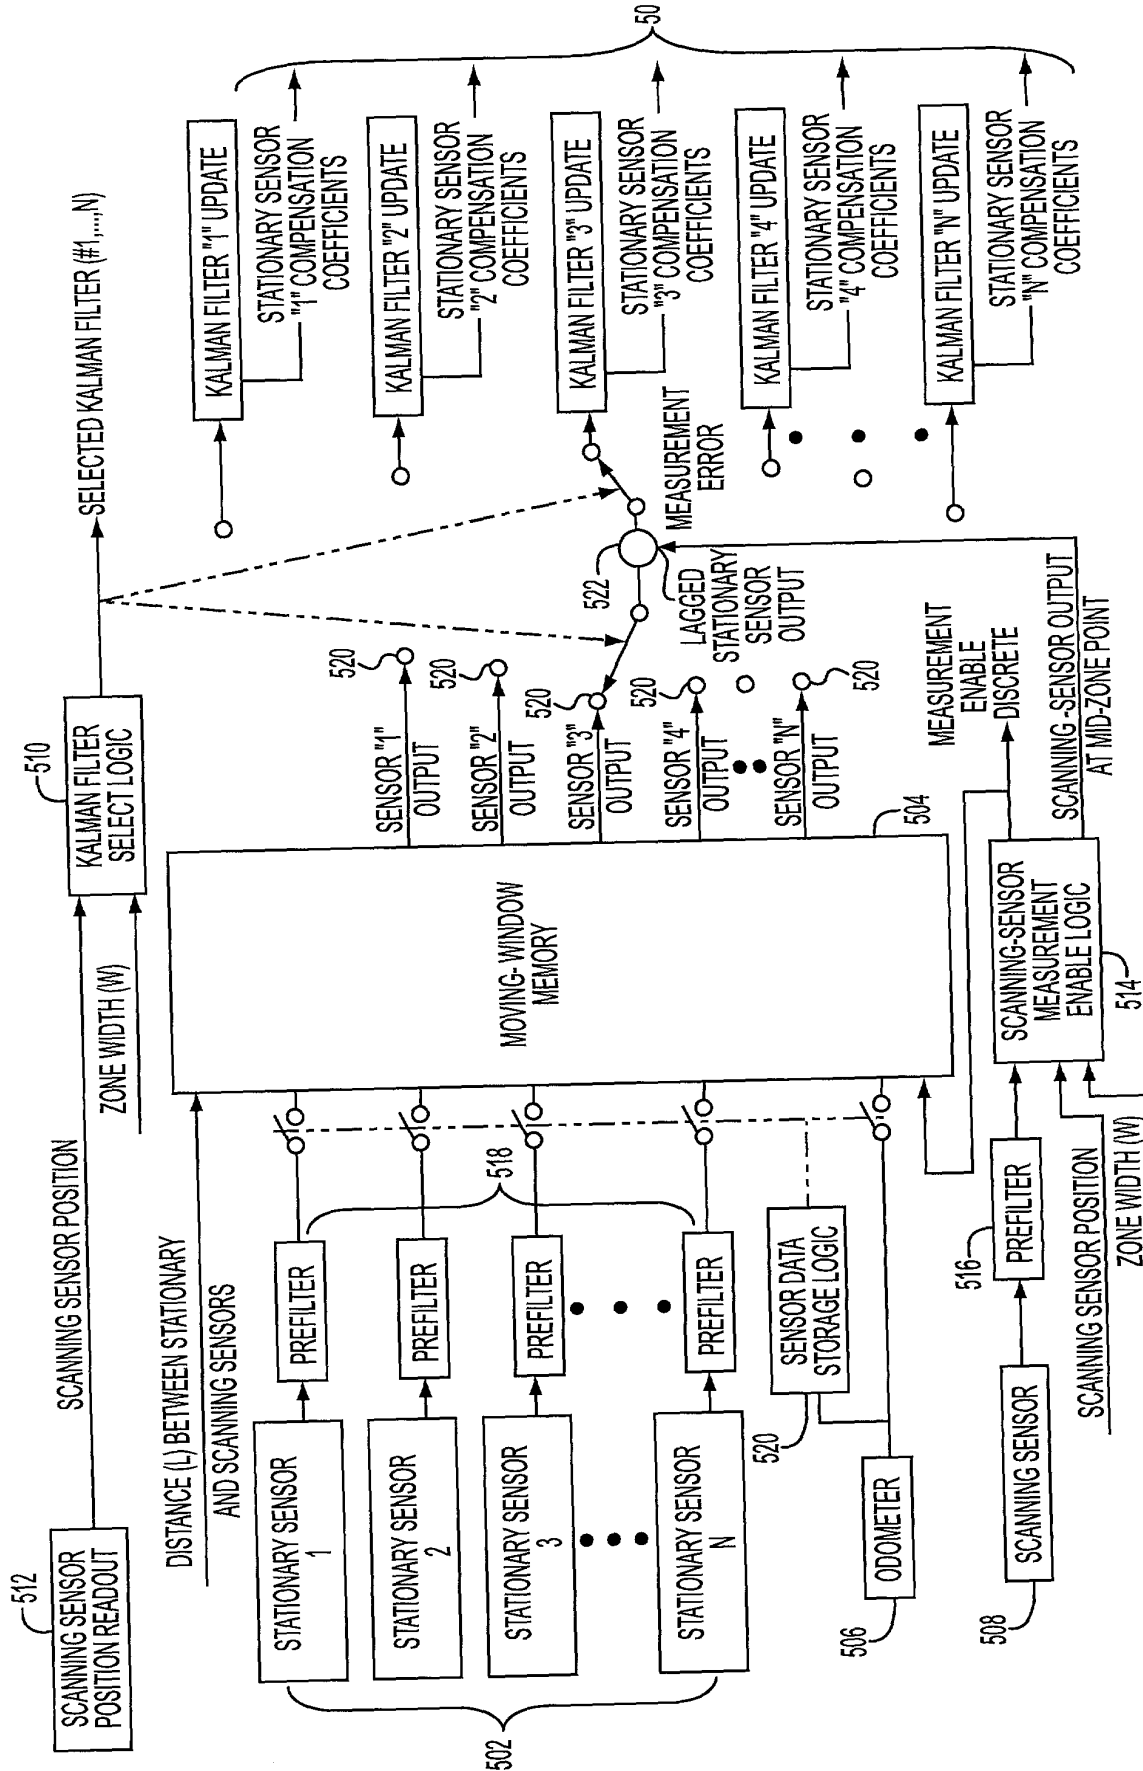 512
SCANNING SENSOR
POSITION READOUT
SCANNING SENSOR POSITION
ZONE WIDTH (W)
510
KALMAN FILTER
SELECT LOGIC
SELECTED KALMAN FILTER (#1,...,N)
DISTANCE (L) BETWEEN STATIONARY
AND SCANNING SENSORS
502
STATIONARY SENSOR
1
STATIONARY SENSOR
2
STATIONARY SENSOR
3
STATIONARY SENSOR
N
PREFILTER
PREFILTER
PREFILTER
PREFILTER
518
520
SENSOR DATA
STORAGE LOGIC
506
ODOMETER
508
SCANNING SENSOR
516
PREFILTER
SCANNING SENSOR POSITION
ZONE WIDTH (W)
MOVING- WINDOW
MEMORY
504
SCANNING-SENSOR
MEASUREMENT
ENABLE LOGIC
514
SENSOR "1"
OUTPUT
520
SENSOR "2"
OUTPUT
520
SENSOR "3"
OUTPUT
520
SENSOR "4"
OUTPUT
520
SENSOR "N"
OUTPUT
520
522
LAGGED
STATIONARY
SENSOR
OUTPUT
MEASUREMENT
ERROR
MEASUREMENT
ENABLE
DISCRETE
SCANNING -SENSOR OUTPUT
AT MID-ZONE POINT
KALMAN FILTER "1" UPDATE
STATIONARY SENSOR
"1" COMPENSATION
COEFFICIENTS
KALMAN FILTER "2" UPDATE
STATIONARY SENSOR
"2" COMPENSATION
COEFFICIENTS
KALMAN FILTER "3" UPDATE
STATIONARY SENSOR
"3" COMPENSATION
COEFFICIENTS
KALMAN FILTER "4" UPDATE
STATIONARY SENSOR
"4" COMPENSATION
COEFFICIENTS
KALMAN FILTER "N" UPDATE
STATIONARY SENSOR
"N" COMPENSATION
COEFFICIENTS
50